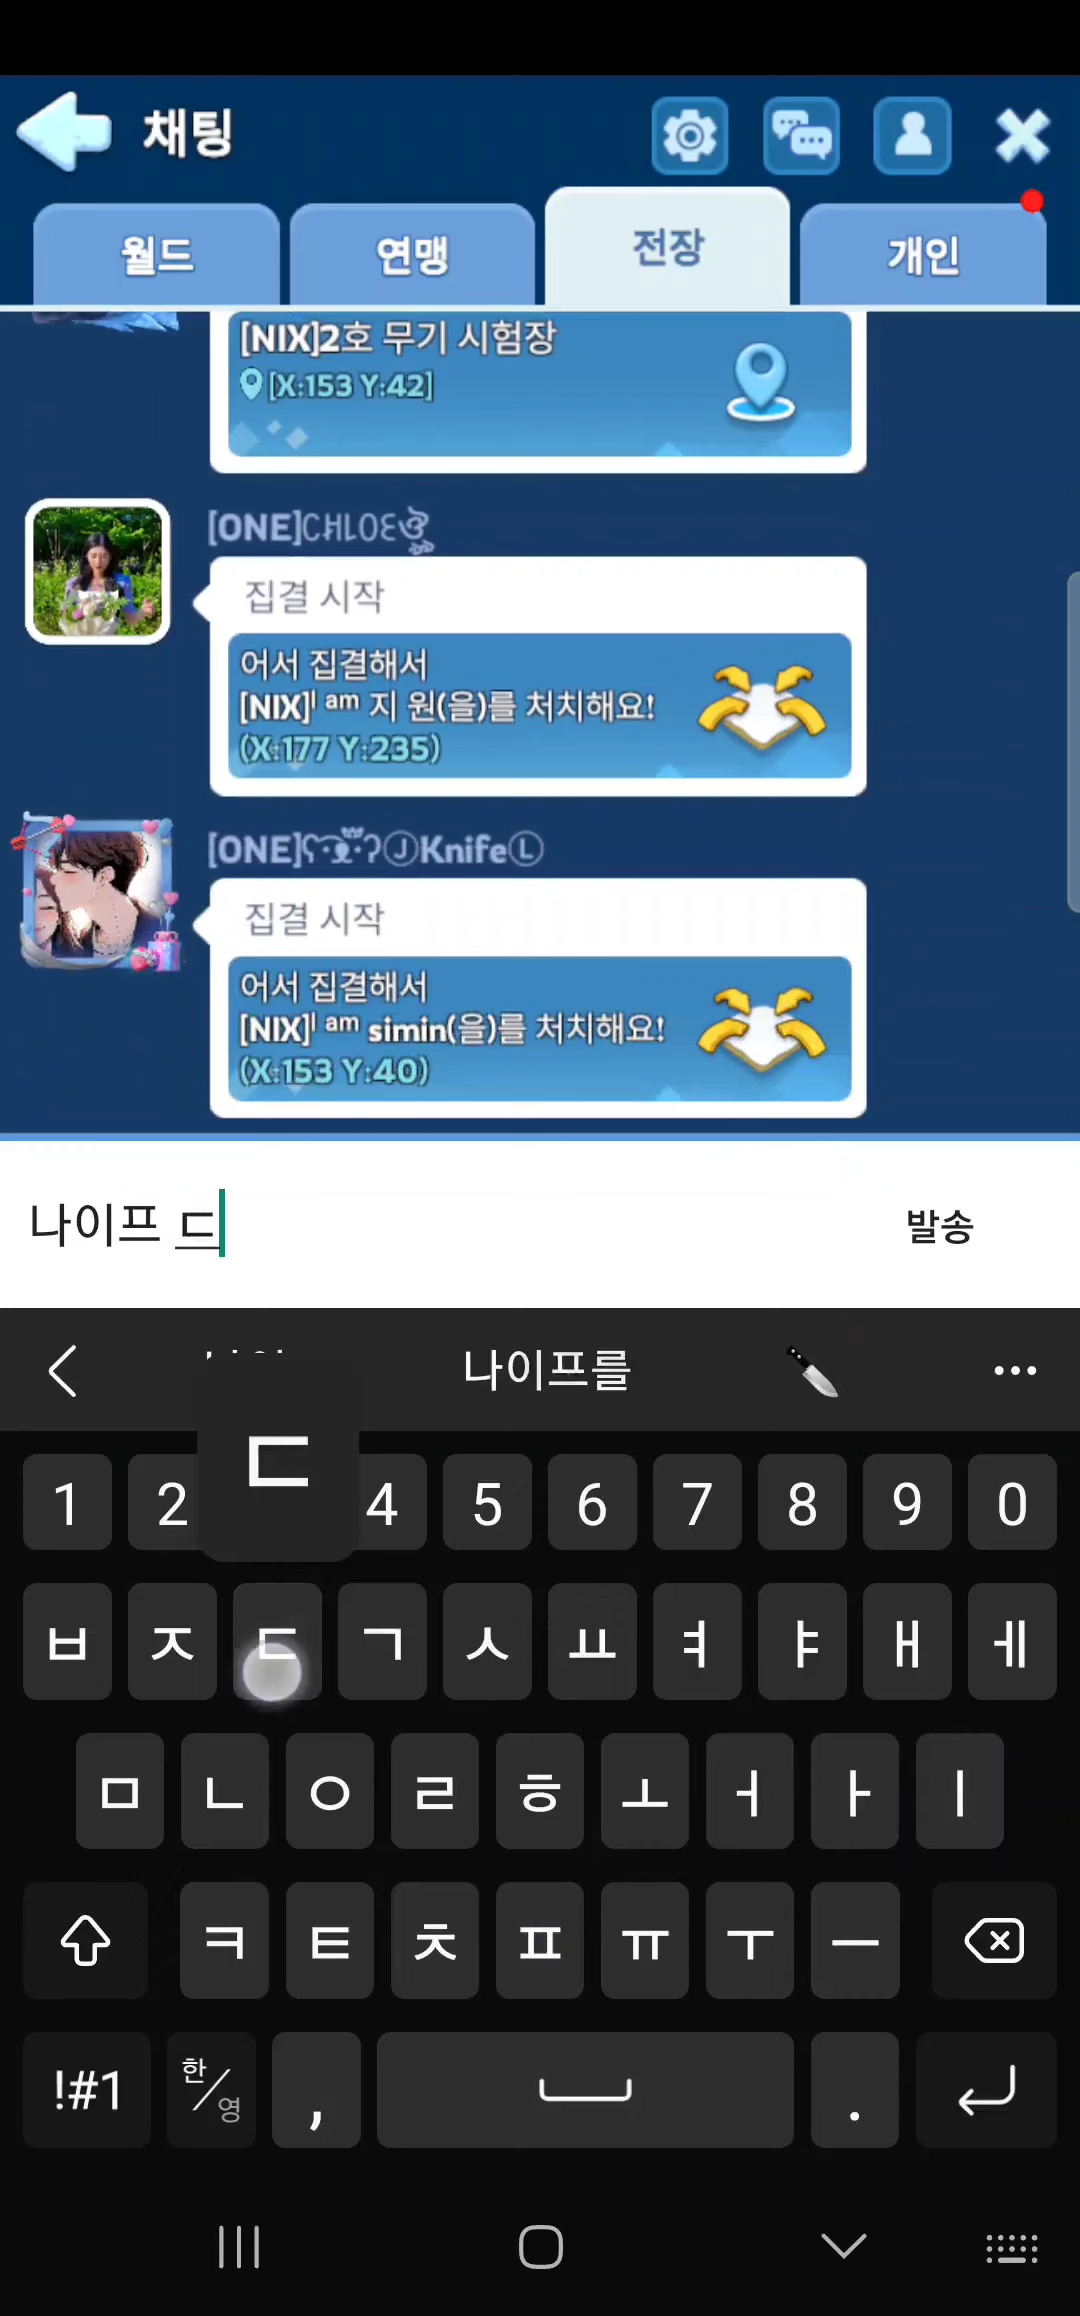 채팅
월드
연맹
전장
개인
[NIX]2호 무기 시험장
[X:153 Y:42]
[ONE]
집결 시작
어서 집결해서
[NIX]ᴵ ᵃᵐ 지 원(을)를 처치해요!
(X:177 Y:235)
[ONE]ʕ·ᴥ·ʔⒿKnifeⓁ
집결 시작
어서 집결해서
[NIX]ᴵ ᵃᵐ simin(을)를 처치해요!
(X:153 Y:40)
나이프 ㄷ
발송
나이프를
ㄷ
1 2 4 5 6 7 8 9 0
ㅂ ㅈ ㄷ ㄱ ㅅ ㅛ ㅕ ㅑ ㅐ ㅔ
ㅁ ㄴ ㅇ ㄹ ㅎ ㅗ ㅓ ㅏ ㅣ
ㅋ ㅌ ㅊ ㅍ ㅠ ㅜ ㅡ
!#1 한/영 , .